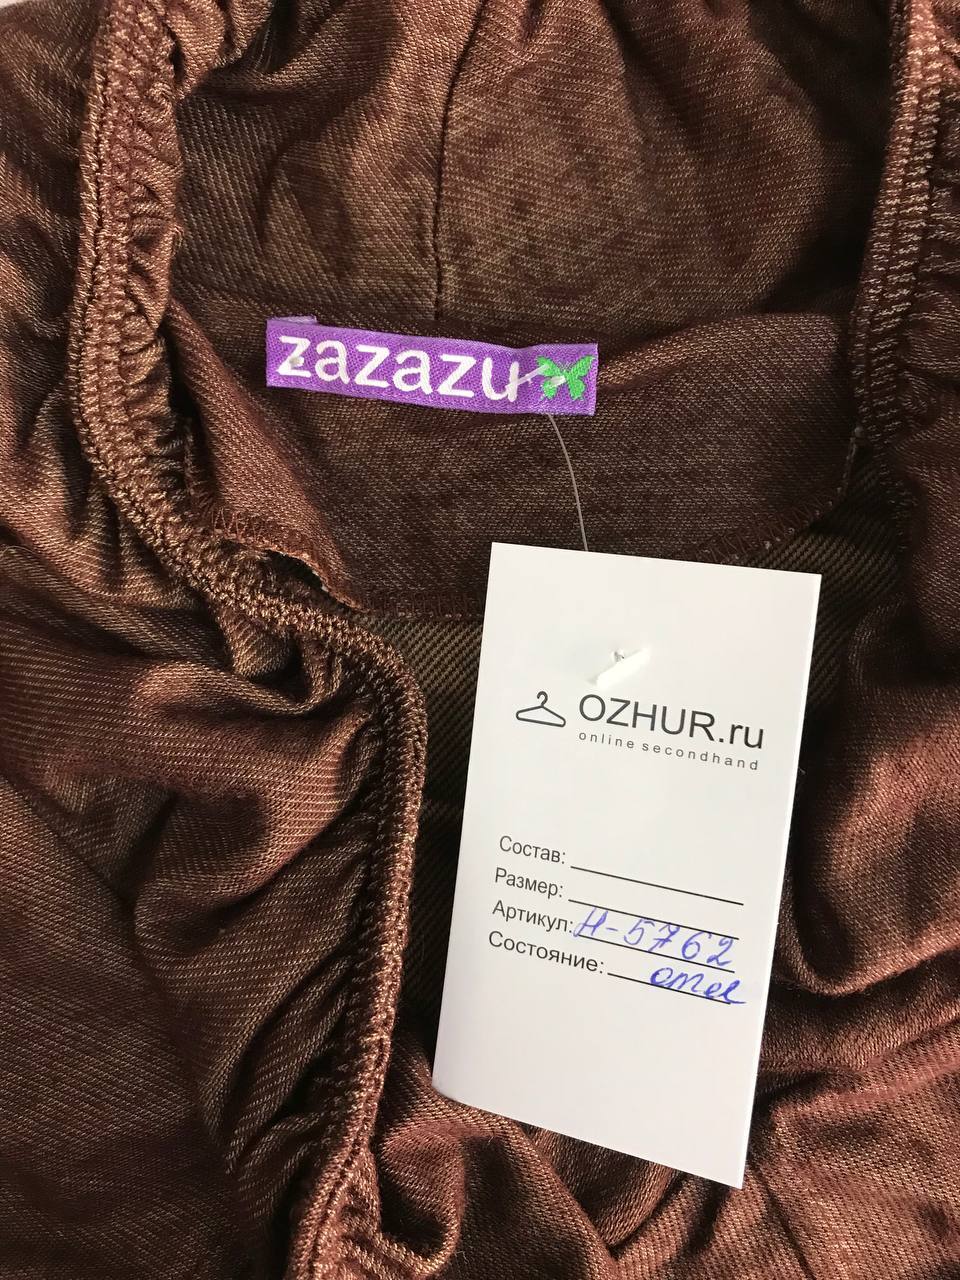 zazazu
OZHUR.ru
online secondhand
Состав:
Размер:
Артикул: Н-5762
Состояние: отл